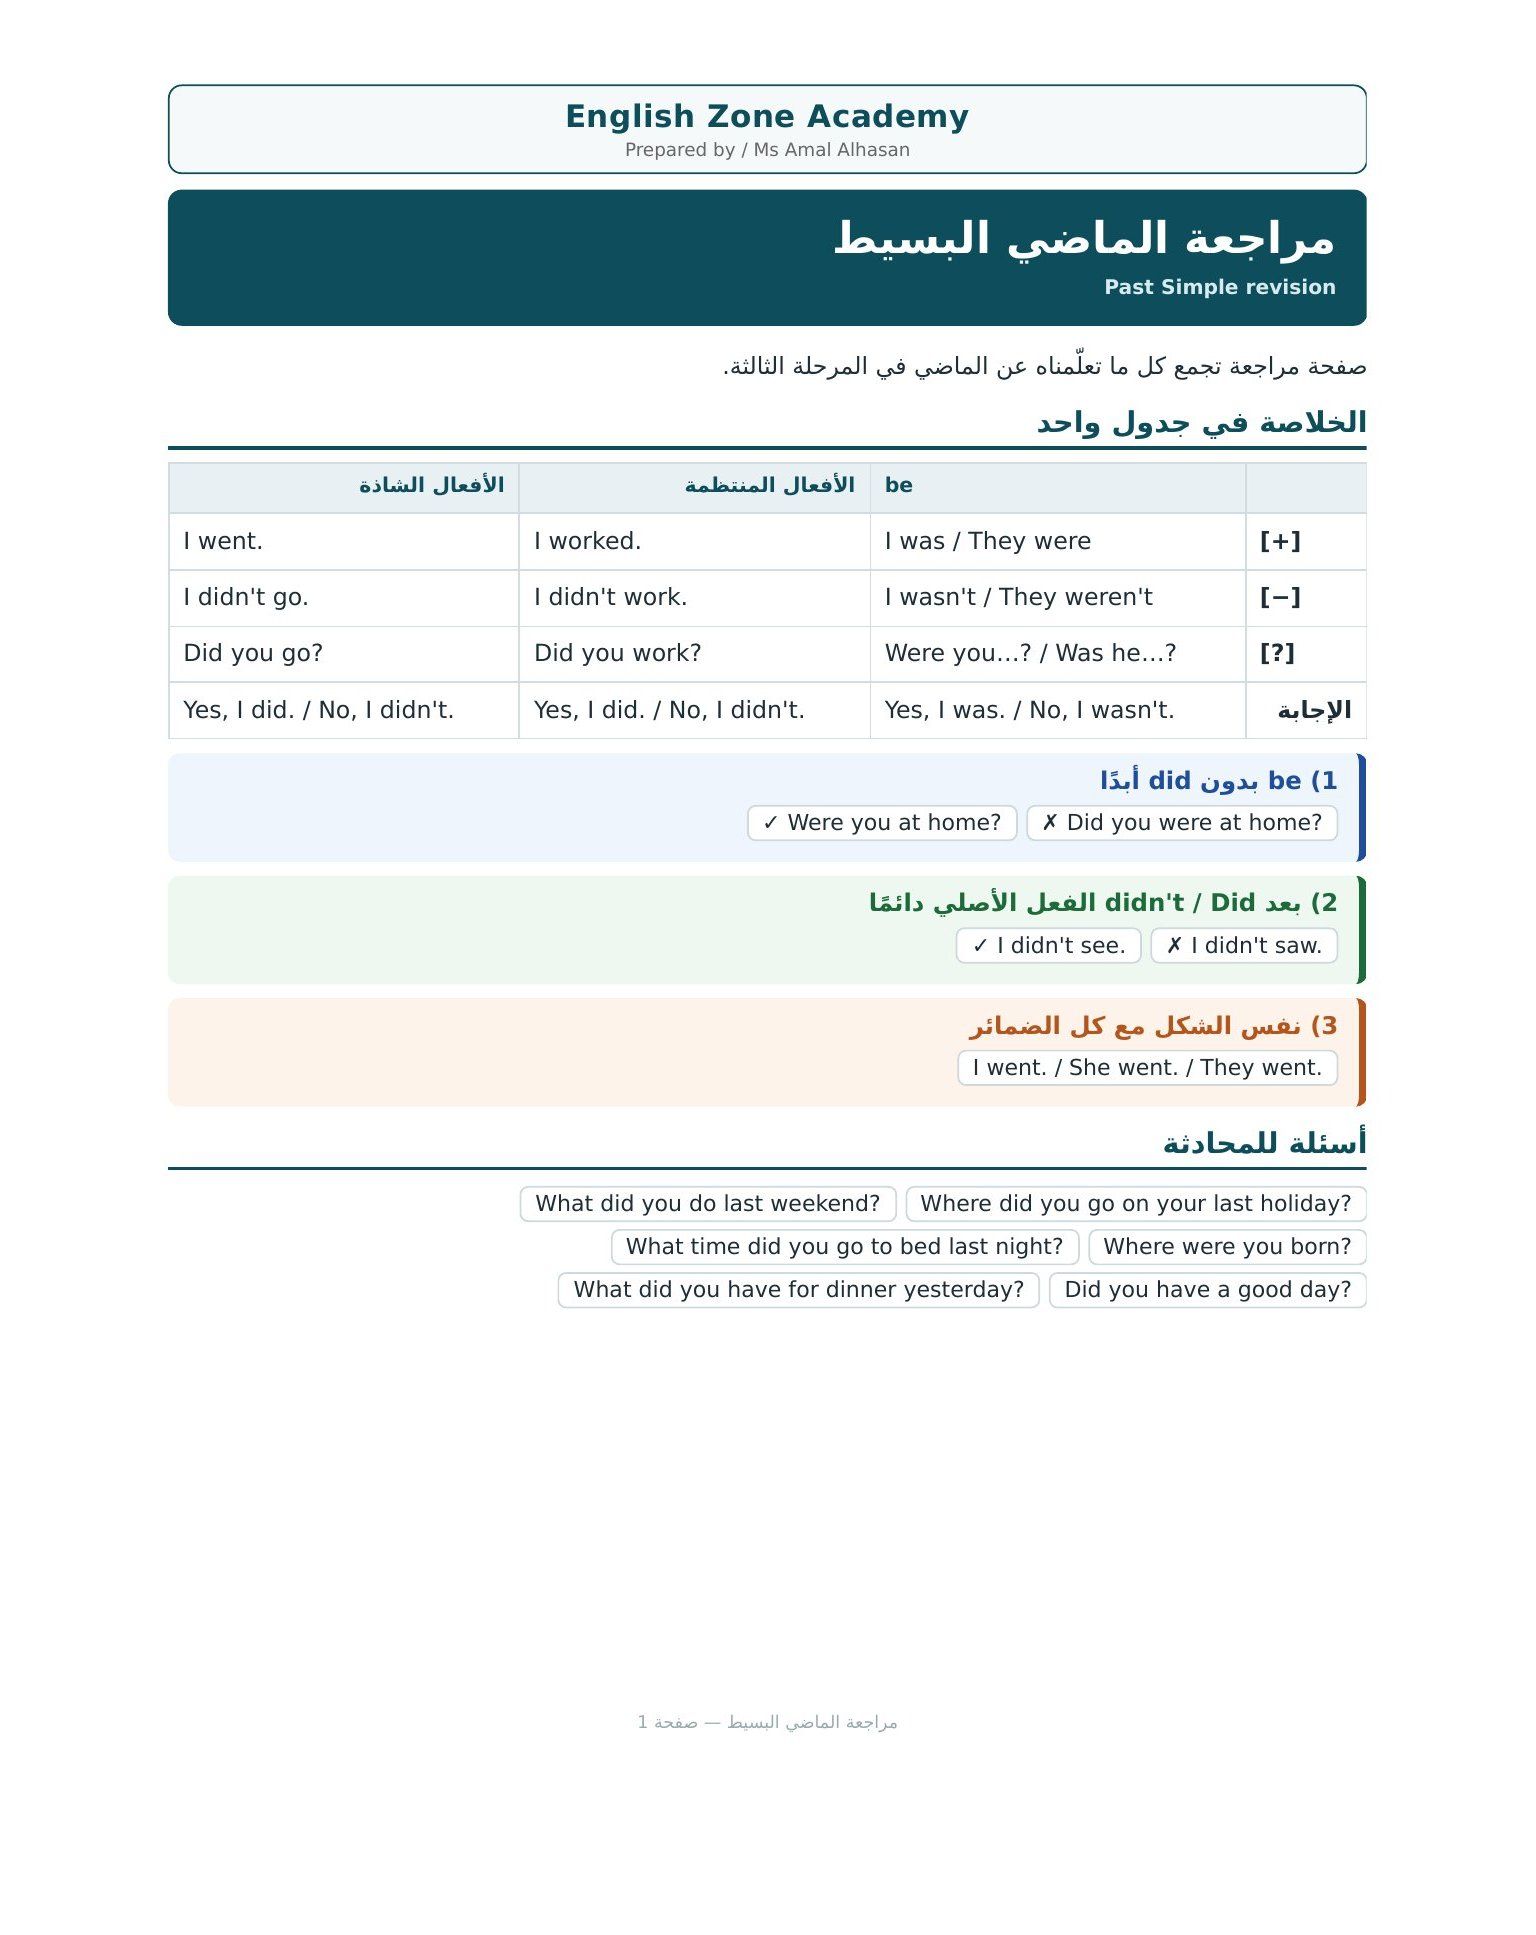 English Zone Academy
Prepared by / Ms Amal Alhasan
مراجعة الماضي البسيط
Past Simple revision
صفحة مراجعة تجمع كل ما تعلّمناه عن الماضي في المرحلة الثالثة.
الخلاصة في جدول واحد
be الأفعال المنتظمة الأفعال الشاذة
[+] I was / They were I worked. I went.
[−] I wasn't / They weren't I didn't work. I didn't go.
[?] Were you...? / Was he...? Did you work? Did you go?
الإجابة Yes, I was. / No, I wasn't. Yes, I did. / No, I didn't. Yes, I did. / No, I didn't.
1) be بدون did أبدًا
✗ Did you were at home? ✓ Were you at home?
2) بعد didn't / Did الفعل الأصلي دائمًا
✗ I didn't saw. ✓ I didn't see.
3) نفس الشكل مع كل الضمائر
I went. / She went. / They went.
أسئلة للمحادثة
Where did you go on your last holiday? What did you do last weekend?
Where were you born? What time did you go to bed last night?
Did you have a good day? What did you have for dinner yesterday?
مراجعة الماضي البسيط — صفحة 1